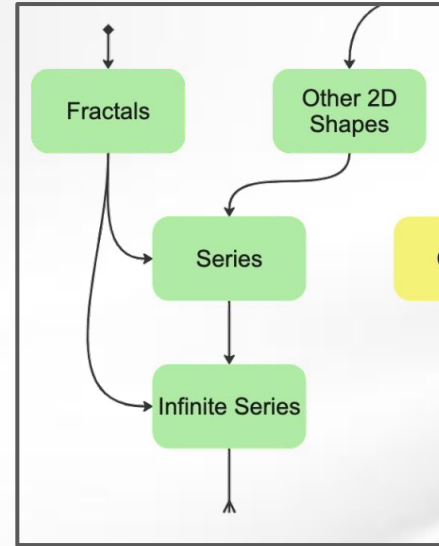 Fractals
Other 2D
Shapes
Series
Infinite Series